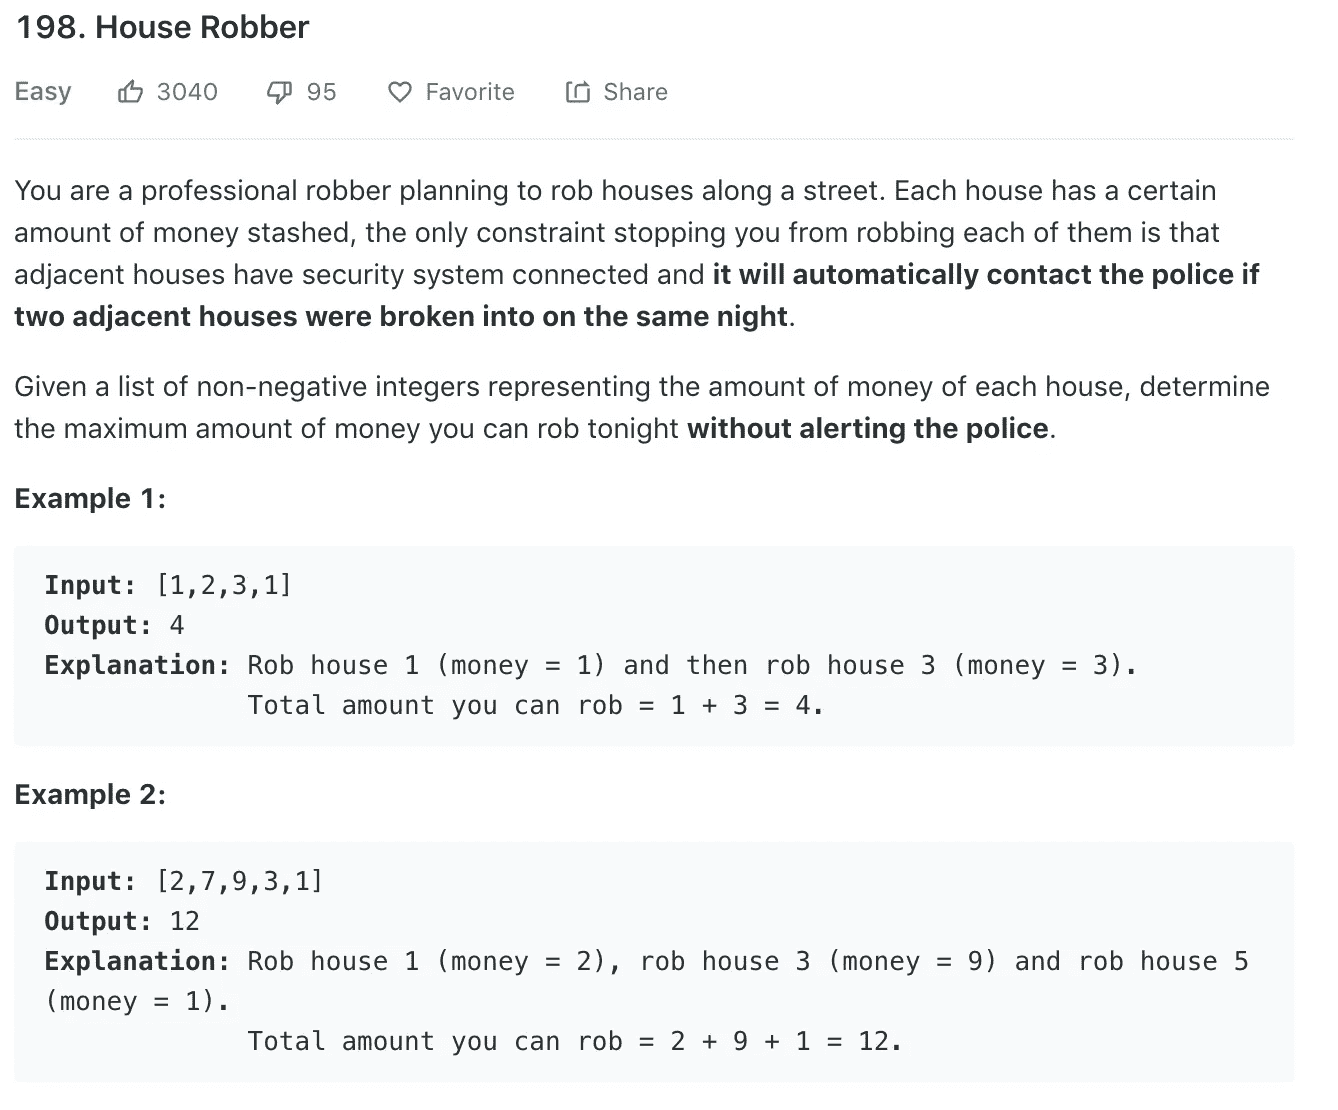 198. House Robber
Easy 3040 95 Favorite Share
You are a professional robber planning to rob houses along a street. Each house has a certain
amount of money stashed, the only constraint stopping you from robbing each of them is that
adjacent houses have security system connected and it will automatically contact the police if
two adjacent houses were broken into on the same night.
Given a list of non-negative integers representing the amount of money of each house, determine
the maximum amount of money you can rob tonight without alerting the police.
Example 1:
Input: [1,2,3,1]
Output: 4
Explanation: Rob house 1 (money = 1) and then rob house 3 (money = 3).
Total amount you can rob = 1 + 3 = 4.
Example 2:
Input: [2,7,9,3,1]
Output: 12
Explanation: Rob house 1 (money = 2), rob house 3 (money = 9) and rob house 5
(money = 1).
Total amount you can rob = 2 + 9 + 1 = 12.